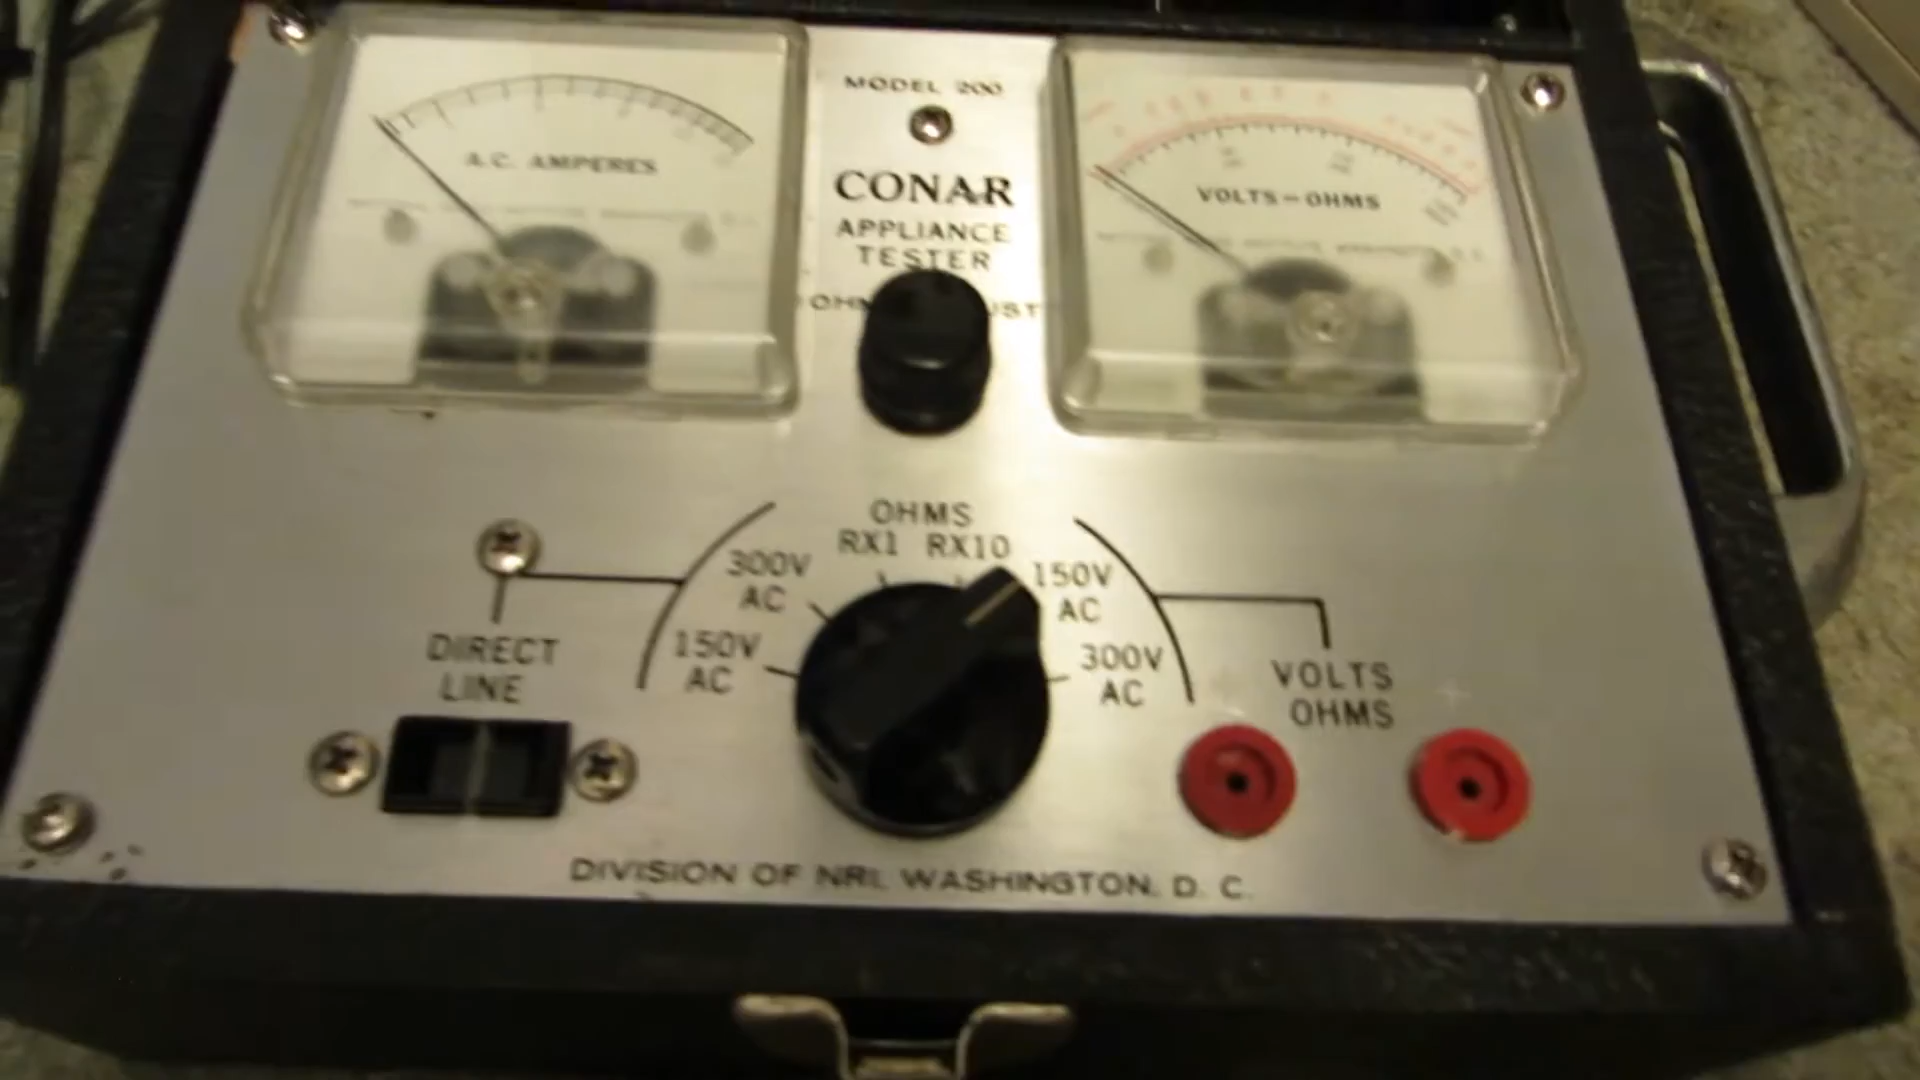 MODEL 200
A.C. AMPERES
CONAR
VOLTS-OHMS
APPLIANCE
TESTER
OHMS
RX1 RX10
300V
AC
150V
AC
150V
AC
300V
AC
DIRECT
LINE
VOLTS
OHMS
DIVISION OF NRI, WASHINGTON, D. C.